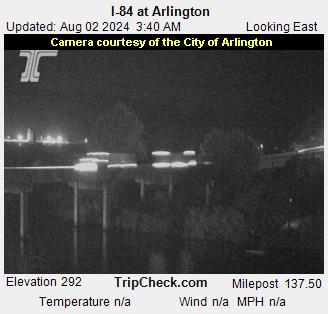 I-84 at Arlington
Updated: Aug 02 2024 3:40 AM Looking East
Camera courtesy of the City of Arlington
Elevation 292 TripCheck.com Milepost 137.50
Temperature n/a Wind n/a MPH n/a